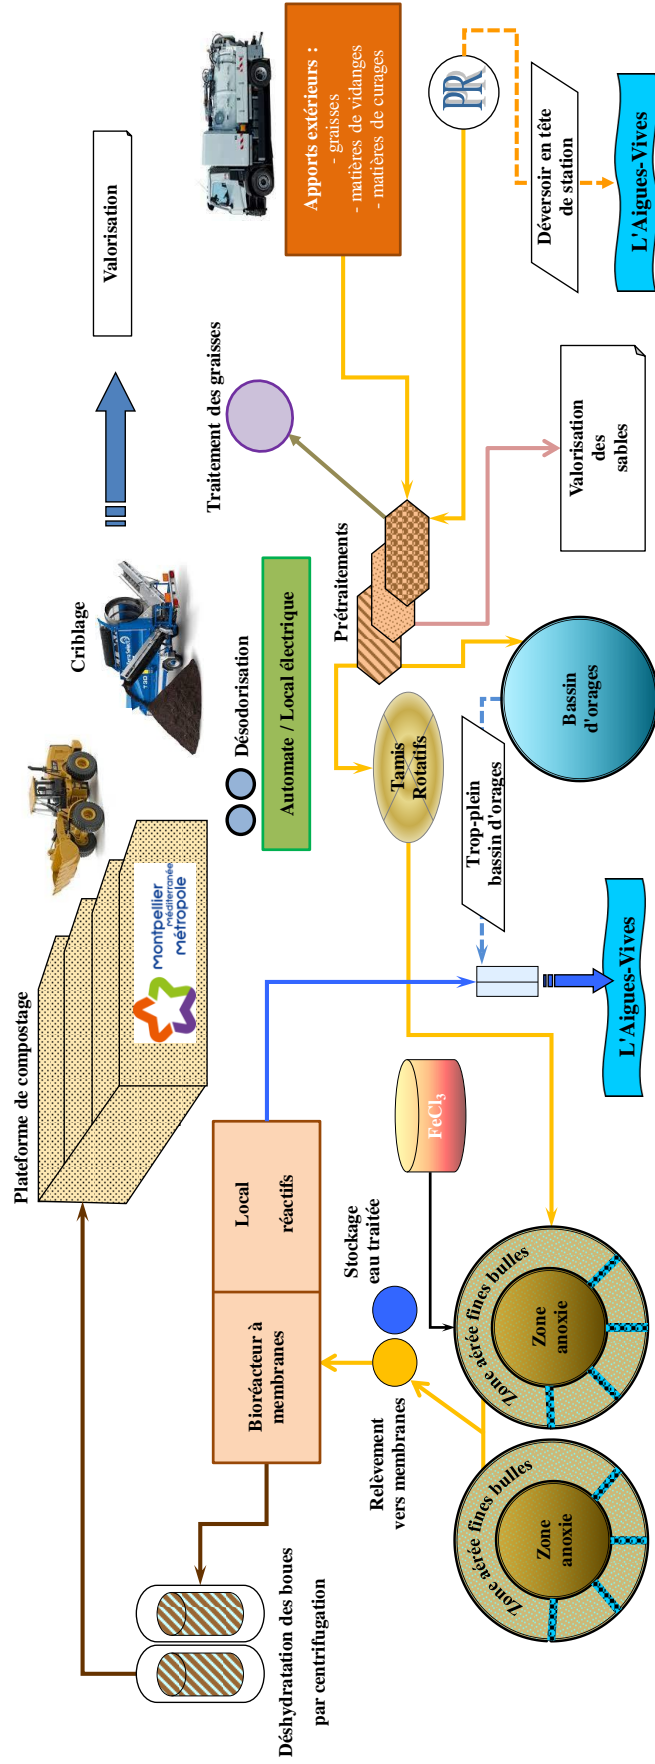 Plateforme de compostage
montpellier
Méditerranée
métropole
Criblage
Valorisation
Désodorisation
Automate / Local électrique
Traitement des graisses
Apports extérieurs :
- graisses
- matières de vidanges
- matières de curages
Déshydratation des boues
par centrifugation
Bioréacteur à
membranes
Local
réactifs
Relèvement
vers membranes
Stockage
eau traitée
FeCl₃
Tamis
Rotatifs
Prétraitements
PR
Trop-plein
bassin d'orages
Déversoir en tête
de station
Zone aérée fines bulles
Zone
anoxie
Zone aérée fines bulles
Zone
anoxie
L'Aigues-Vives
Bassin
d'orages
Valorisation
des
sables
L'Aigues-Vives